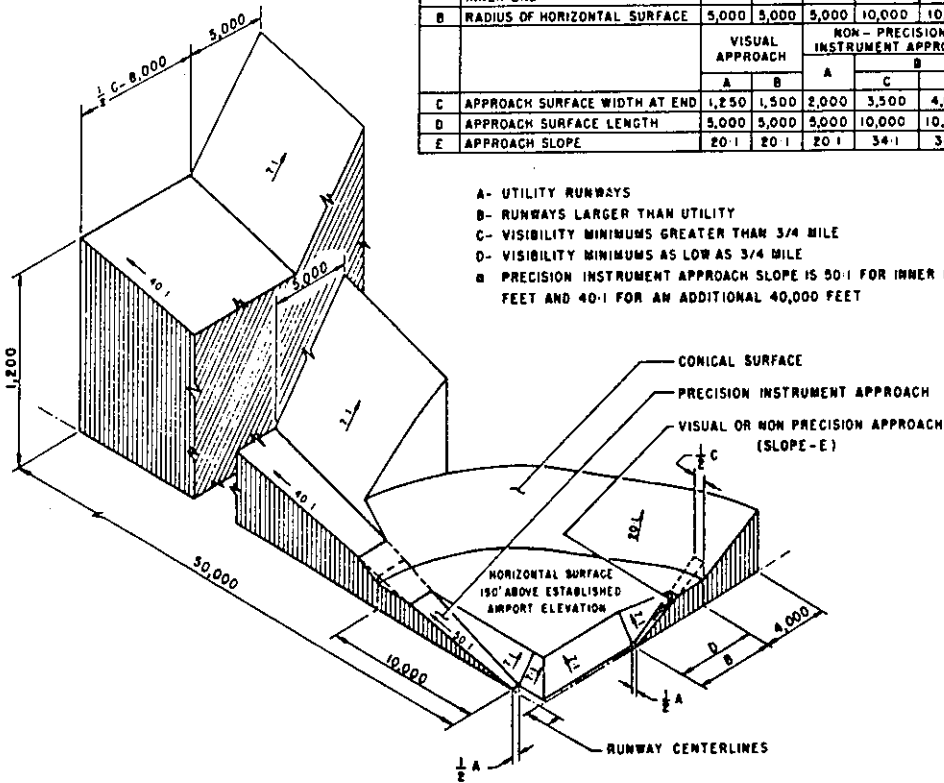 B RADIUS OF HORIZONTAL SURFACE 5,000 5,000 5,000 10,000 10
VISUAL APPROACH NON-PRECISION INSTRUMENT APPRO
A B A B
C
C APPROACH SURFACE WIDTH AT END 1,250 1,500 2,000 3,500 4,
D APPROACH SURFACE LENGTH 5,000 5,000 5,000 10,000 10,
E APPROACH SLOPE 20:1 20:1 20:1 34:1 3
A- UTILITY RUNWAYS
B- RUNWAYS LARGER THAN UTILITY
C- VISIBILITY MINIMUMS GREATER THAN 3/4 MILE
D- VISIBILITY MINIMUMS AS LOW AS 3/4 MILE
PRECISION INSTRUMENT APPROACH SLOPE IS 50:1 FOR INNER
FEET AND 40:1 FOR AN ADDITIONAL 40,000 FEET
5,000
1/2 C-8,000
7:1
40:1
5,000
1,200
7:1
CONICAL SURFACE
PRECISION INSTRUMENT APPROACH
VISUAL OR NON PRECISION APPROACH
(SLOPE-E)
1/2 C
40:1
20:1
50,000
HORIZONTAL SURFACE
150' ABOVE ESTABLISHED
AIRPORT ELEVATION
50:1
7:1
7:1
7:1
7:1
4,000
D
B
10,000
1/2 A
RUNWAY CENTERLINES
1/2 A